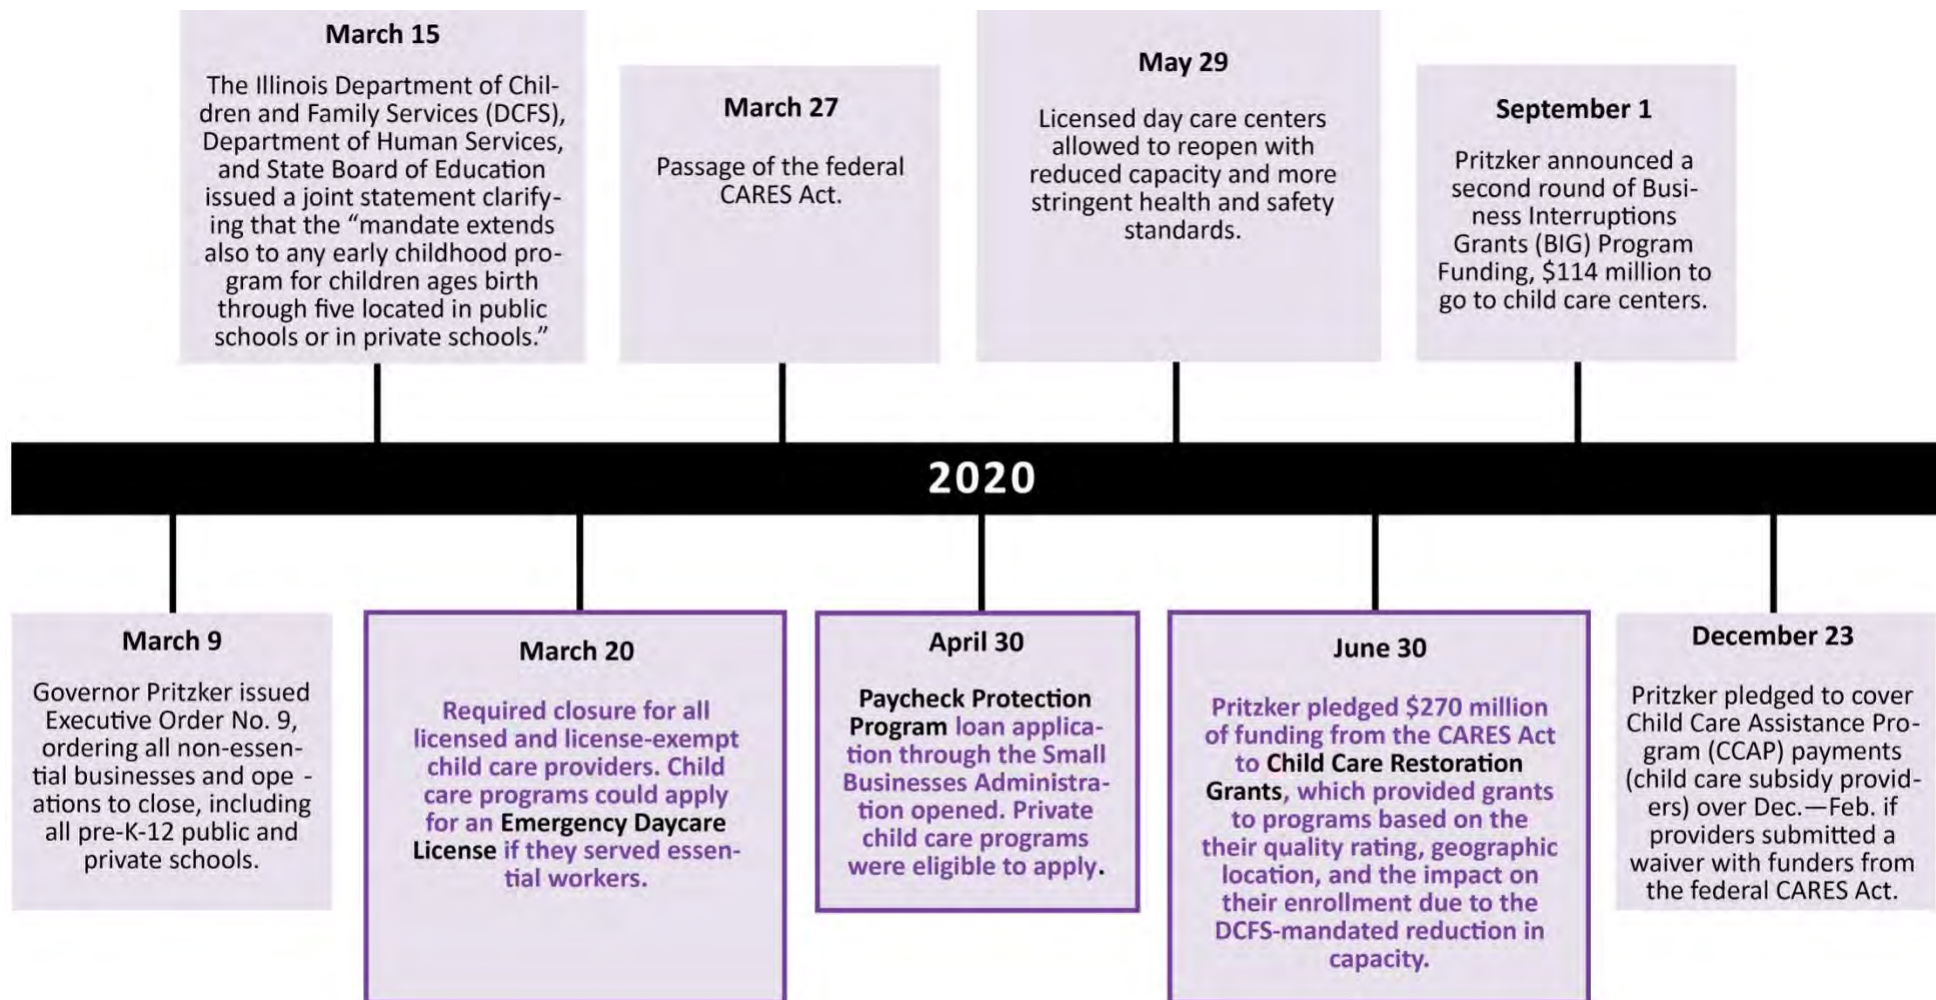 March 15
The Illinois Department of Chil-
dren and Family Services (DCFS),
Department of Human Services,
and State Board of Education
issued a joint statement clarify-
ing that the “mandate extends
also to any early childhood pro-
gram for children ages birth
through five located in public
schools or in private schools.”
March 27
Passage of the federal
CARES Act.
May 29
Licensed day care centers
allowed to reopen with
reduced capacity and more
stringent health and safety
standards.
September 1
Pritzker announced a
second round of Busi-
ness Interruptions
Grants (BIG) Program
Funding, $114 million to
go to child care centers.
2020
March 9
Governor Pritzker issued
Executive Order No. 9,
ordering all non-essen-
tial businesses and ope -
ations to close, including
all pre-K-12 public and
private schools.
March 20
Required closure for all
licensed and license-exempt
child care providers. Child
care programs could apply
for an Emergency Daycare
License if they served essen-
tial workers.
April 30
Paycheck Protection
Program loan applica-
tion through the Small
Businesses Administra-
tion opened. Private
child care programs
were eligible to apply.
June 30
Pritzker pledged $270 million
of funding from the CARES Act
to Child Care Restoration
Grants, which provided grants
to programs based on the
their quality rating, geographic
location, and the impact on
their enrollment due to the
DCFS-mandated reduction in
capacity.
December 23
Pritzker pledged to cover
Child Care Assistance Pro-
gram (CCAP) payments
(child care subsidy provid-
ers) over Dec.—Feb. if
providers submitted a
waiver with funders from
the federal CARES Act.